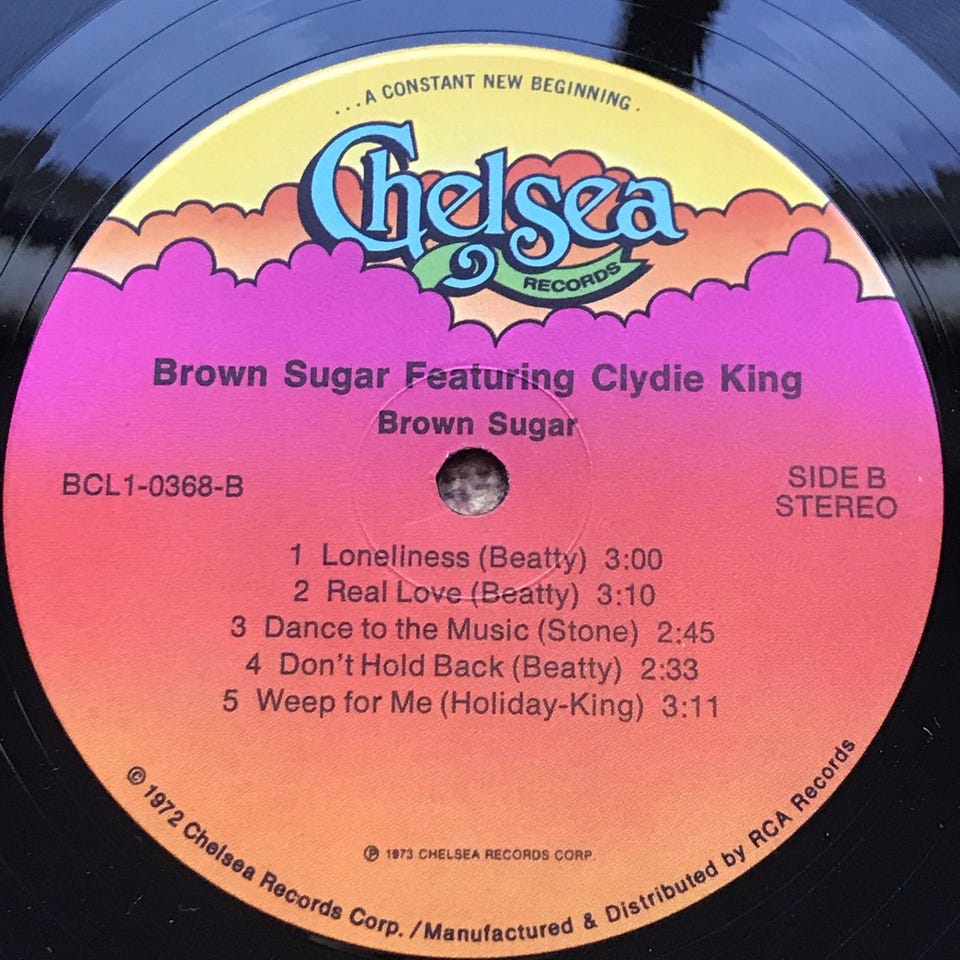 ...A CONSTANT NEW BEGINNING.
Chelsea
RECORDS
Brown Sugar Featuring Clydie King
Brown Sugar
BCL1-0368-B
SIDE B
STEREO
1 Loneliness (Beatty) 3:00
2 Real Love (Beatty) 3:10
3 Dance to the Music (Stone) 2:45
4 Don't Hold Back (Beatty) 2:33
5 Weep for Me (Holiday-King) 3:11
℗ 1973 CHELSEA RECORDS CORP.
© 1972 Chelsea Records Corp. / Manufactured & Distributed by RCA Records